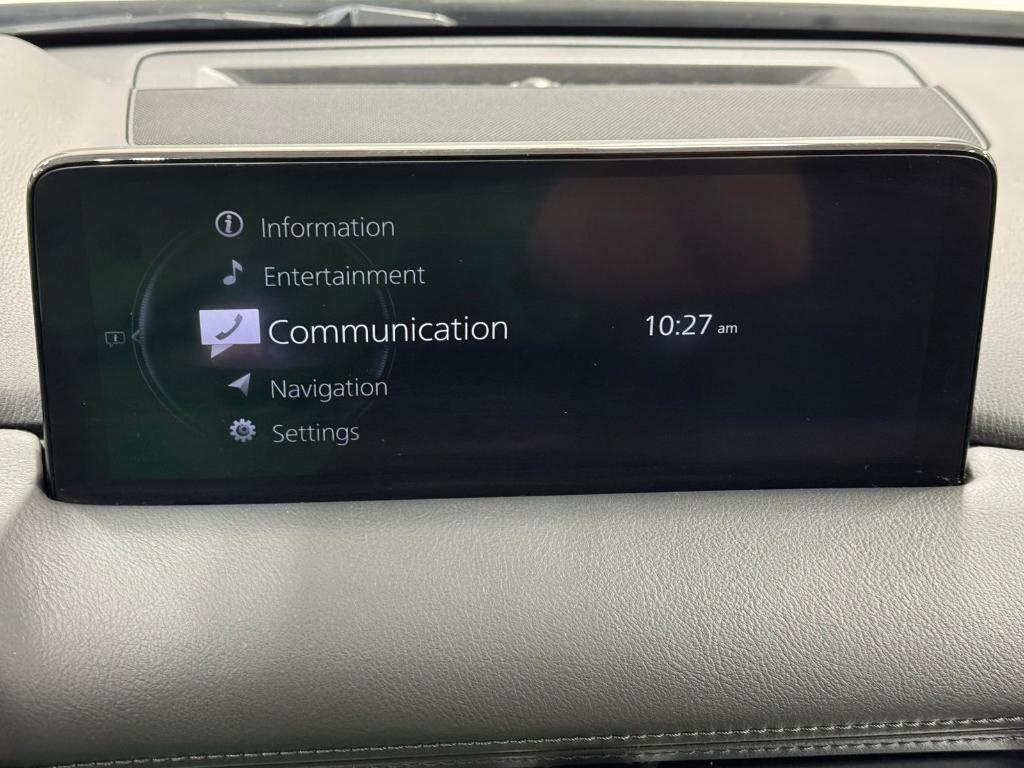 Information
Entertainment
Communication
10:27 am
Navigation
Settings